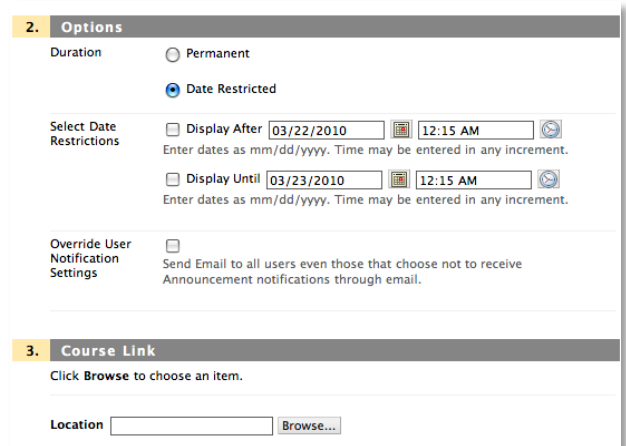 2. Options
Duration
Permanent
Date Restricted
Select Date
Restrictions
Display After 03/22/2010 12:15 AM
Enter dates as mm/dd/yyyy. Time may be entered in any increment.
Display Until 03/23/2010 12:15 AM
Enter dates as mm/dd/yyyy. Time may be entered in any increment.
Override User
Notification
Settings
Send Email to all users even those that choose not to receive
Announcement notifications through email.
3. Course Link
Click Browse to choose an item.
Location Browse...